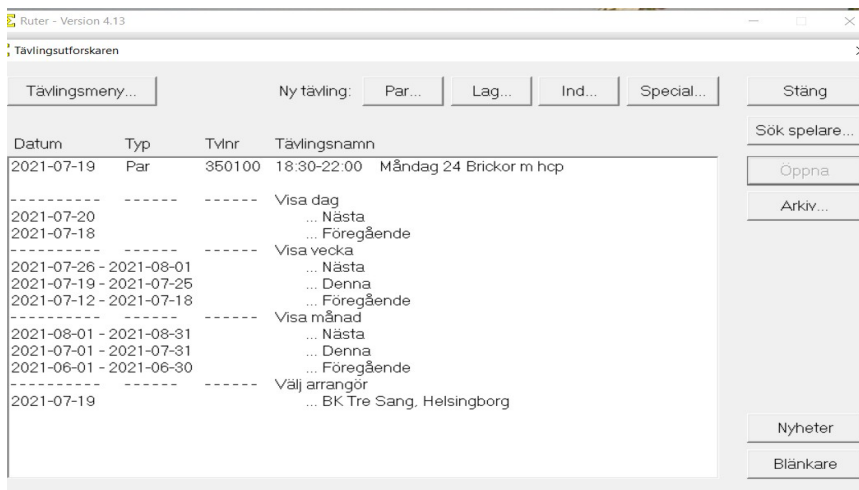 Ruter - Version 4.13
Tävlingsutforskaren
Tävlingsmeny... Ny tävling: Par... Lag... Ind... Special... Stäng
Sök spelare...
Datum Typ Tvlnr Tävlingsnamn
2021-07-19 Par 350100 18:30-22:00 Måndag 24 Brickor m hcp
Öppna
---------- ------ ------ Visa dag
Arkiv...
2021-07-20 ... Nästa
2021-07-18 ... Föregående
---------- ------ ------ Visa vecka
2021-07-26 - 2021-08-01 ... Nästa
2021-07-19 - 2021-07-25 ... Denna
2021-07-12 - 2021-07-18 ... Föregående
---------- ------ ------ Visa månad
2021-08-01 - 2021-08-31 ... Nästa
2021-07-01 - 2021-07-31 ... Denna
2021-06-01 - 2021-06-30 ... Föregående
---------- ------ ------ Välj arrangör
2021-07-19 ... BK Tre Sang, Helsingborg
Nyheter
Blänkare